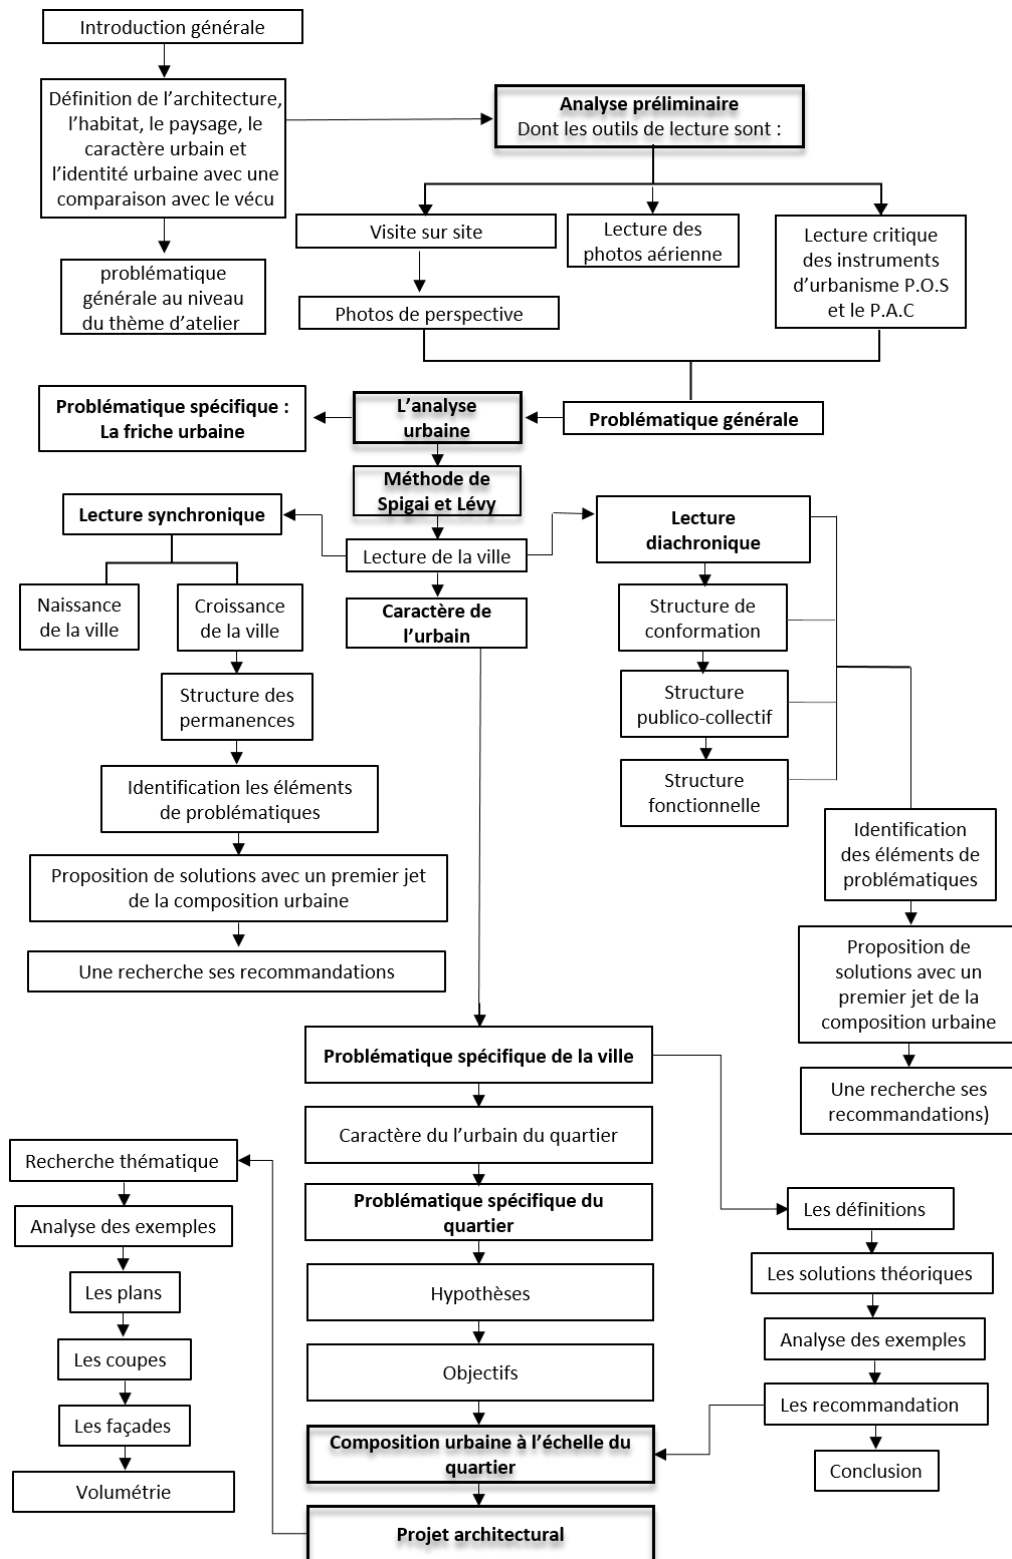 Introduction générale
Définition de l’architecture,
l’habitat, le paysage, le
caractère urbain et
l’identité urbaine avec une
comparaison avec le vécu
Analyse préliminaire
Dont les outils de lecture sont :
problématique
générale au niveau
du thème d’atelier
Visite sur site
Lecture des
photos aérienne
Lecture critique
des instruments
d’urbanisme P.O.S
et le P.A.C
Photos de perspective
Problématique spécifique :
La friche urbaine
L’analyse
urbaine
Problématique générale
Méthode de
Spigai et Lévy
Lecture synchronique
Lecture de la ville
Lecture
diachronique
Naissance
de la ville
Croissance
de la ville
Caractère de
l’urbain
Structure de
conformation
Structure des
permanences
Structure
publico-collectif
Identification les éléments
de problématiques
Structure
fonctionnelle
Proposition de solutions avec un premier jet
de la composition urbaine
Identification
des éléments de
problématiques
Une recherche ses recommandations
Proposition de
solutions avec un
premier jet de la
composition urbaine
Une recherche ses
recommandations)
Problématique spécifique de la ville
Caractère du l’urbain du quartier
Problématique spécifique du
quartier
Hypothèses
Objectifs
Composition urbaine à l’échelle du
quartier
Projet architectural
Recherche thématique
Analyse des exemples
Les plans
Les coupes
Les façades
Volumétrie
Les définitions
Les solutions théoriques
Analyse des exemples
Les recommandation
Conclusion